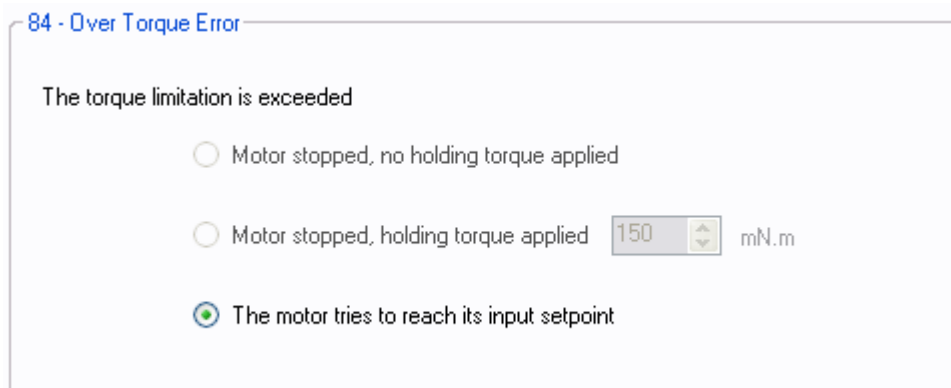 84 - Over Torque Error
The torque limitation is exceeded
Motor stopped, no holding torque applied
Motor stopped, holding torque applied 150 mN.m
The motor tries to reach its input setpoint